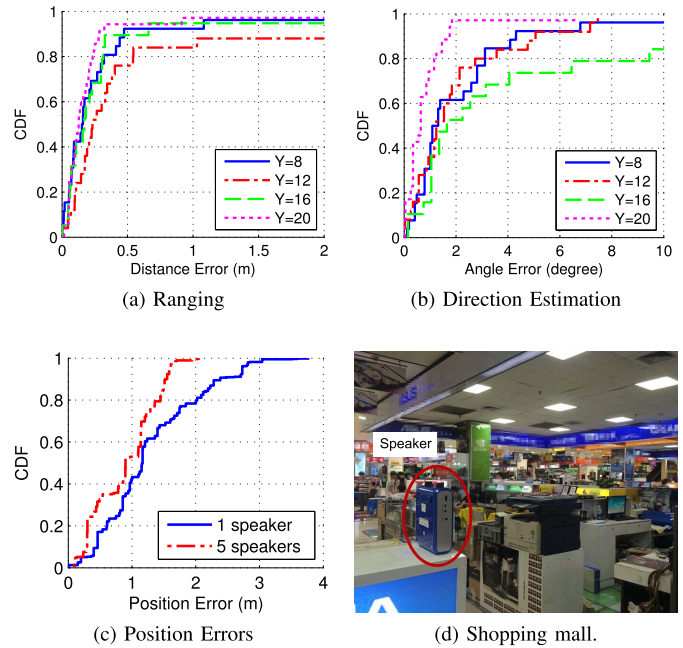 CDF
1
0.8
0.6
0.4
0.2
0
0 0.5 1 1.5 2
Distance Error (m)
Y=8
Y=12
Y=16
Y=20
(a) Ranging
CDF
1
0.8
0.6
0.4
0.2
0
0 2 4 6 8 10
Angle Error (degree)
Y=8
Y=12
Y=16
Y=20
(b) Direction Estimation
CDF
1
0.8
0.6
0.4
0.2
0
0 1 2 3 4
Position Error (m)
1 speaker
5 speakers
(c) Position Errors
Speaker
(d) Shopping mall.